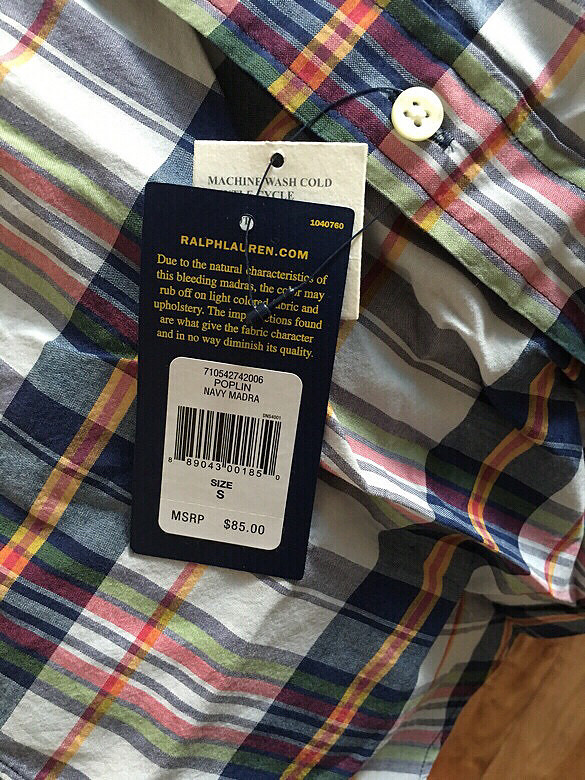 MACHINE WASH COLD
CYCLE
1040760
RALPHLAUREN.COM
Due to the natural characteristics of
this bleeding madras, the color may
rub off on light colored fabric and
upholstery. The imperfections found
are what give the fabric character
and in no way diminish its quality.
710542742006
POPLIN
NAVY MADRA
DNS4001
8 89043 00185 0
SIZE
S
MSRP $85.00